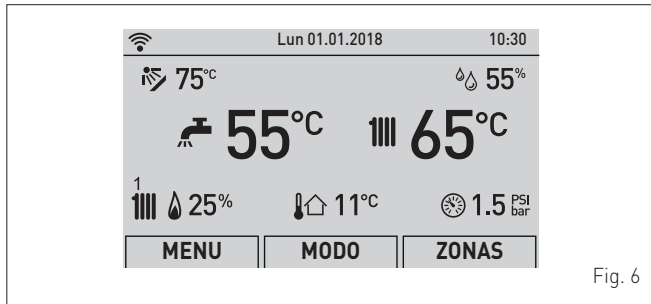 Lun 01.01.2018 10:30
75°C 55%
55°C 65°C
1
25% 11°C 1.5 PSI bar
MENU MODO ZONAS
Fig. 6